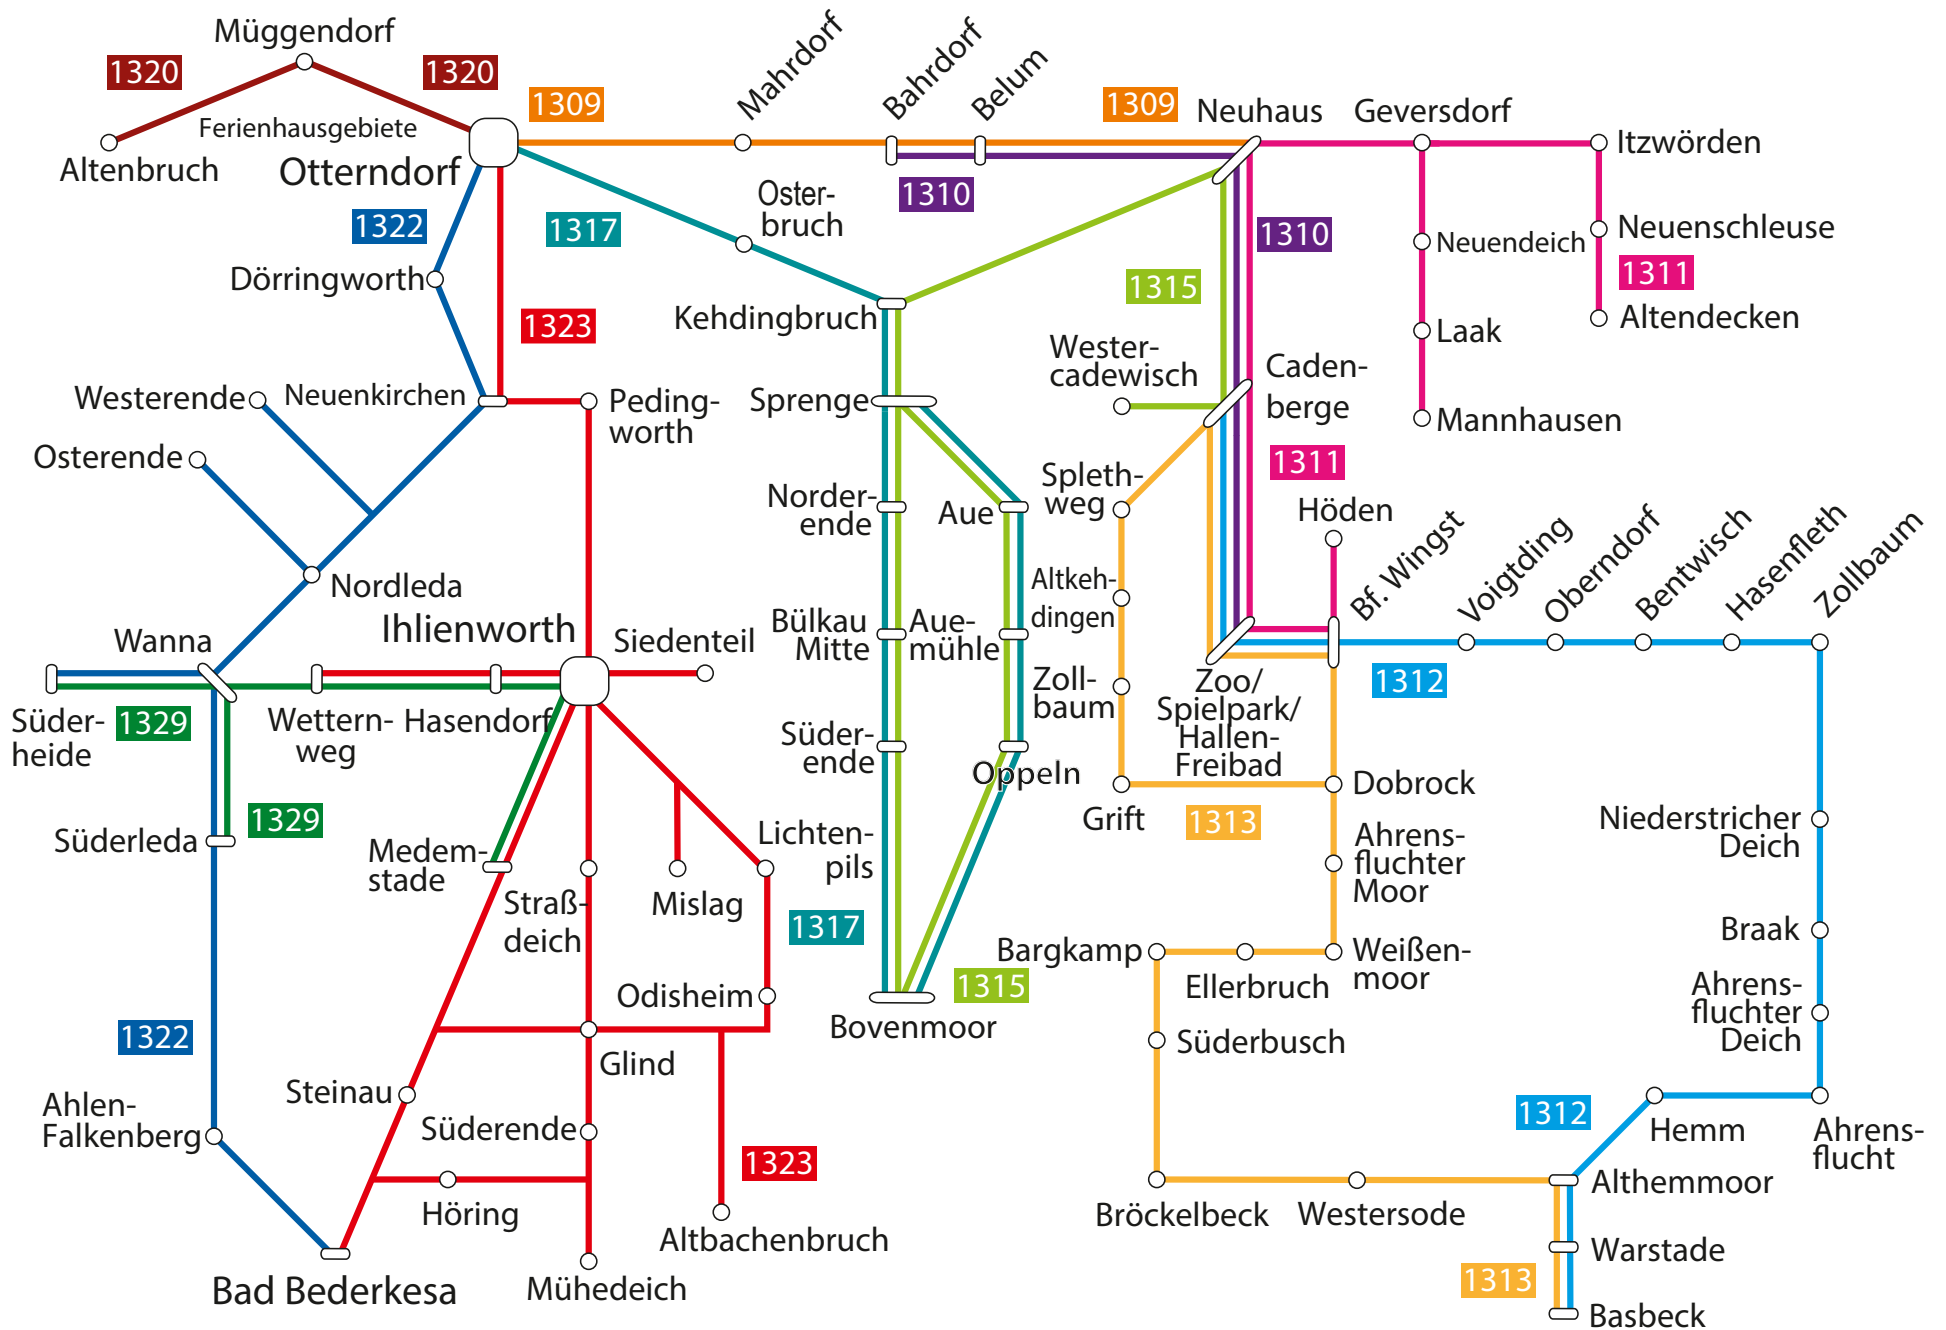 Müggendorf
1320
1320
Altenbruch
Ferienhausgebiete
Otterndorf
1309
Mahrdorf
Bahrdorf
Belum
1309
Neuhaus
Geversdorf
Itzwörden
1322
1317
Oster-
bruch
1310
1310
Neuendeich
Neuenschleuse
1311
Dörringworth
1323
Kehdingbruch
1315
Laak
Altendecken
Wester-
cadewisch
Caden-
berge
Mannhausen
Westerende
Neuenkirchen
Peding-
worth
Sprenge
Osterende
1311
Spleth-
weg
Norder-
ende
Aue
Höden
Bf. Wingst
Voigtding
Oberndorf
Bentwisch
Hasenfleth
Zollbaum
Nordleda
Altkeh-
dingen
Ihlienworth
Wanna
Siedenteil
Bülkau
Mitte
Aue-
mühle
Zoll-
baum
Zoo/
Spielpark/
Hallen-
Freibad
1312
Süder-
heide
1329
Wettern-
weg
Hasendorf
Süder-
ende
Oppeln
Grift
1313
Dobrock
1329
Süderleda
Medem-
stade
Straß-
deich
Mislag
Lichten-
pils
1317
Ahrens-
fluchter
Moor
Niederstricher
Deich
Braak
Bargkamp
Ellerbruch
Weißen-
moor
Odisheim
1315
Bovenmoor
Ahrens-
fluchter
Deich
1322
Glind
Süderbusch
Steinau
Ahlen-
Falkenberg
Süderende
1323
1312
Hemm
Ahrens-
flucht
Höring
Altbachenbruch
Bröckelbeck
Westersode
Althemmoor
Warstade
Bad Bederkesa
Mühedeich
1313
Basbeck